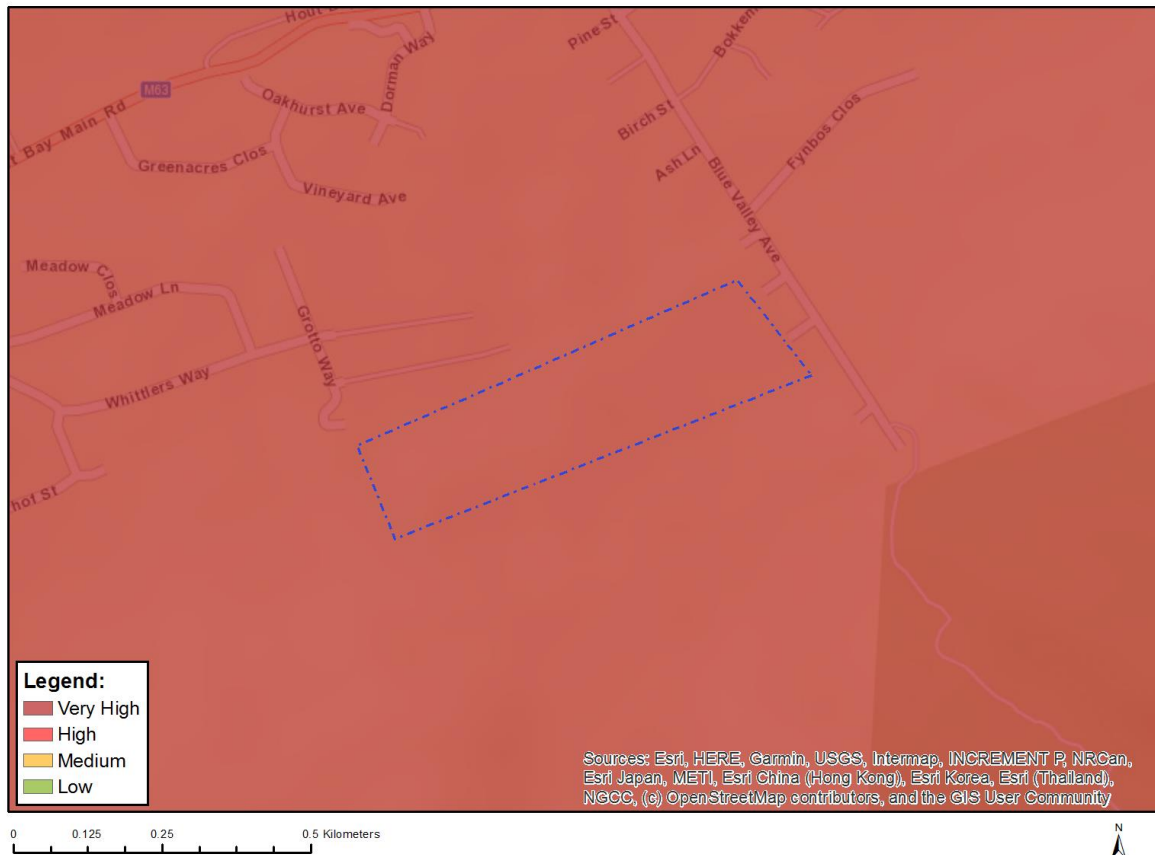 Hout
M63
t Bay Main Rd
Dorman Way
Oakhurst Ave
Greenacres Clos
Vineyard Ave
Pine St
Bokkem
Birch St
Ash Ln
Blue Valley Ave
Fynbos Clos
Meadow Clos
Meadow Ln
Grotto Way
Whittlers Way
hof St
Legend:
Very High
High
Medium
Low
Sources: Esri, HERE, Garmin, USGS, Intermap, INCREMENT P, NRCan,
Esri Japan, METI, Esri China (Hong Kong), Esri Korea, Esri (Thailand),
NGCC, (c) OpenStreetMap contributors, and the GIS User Community
0 0.125 0.25 0.5 Kilometers
N